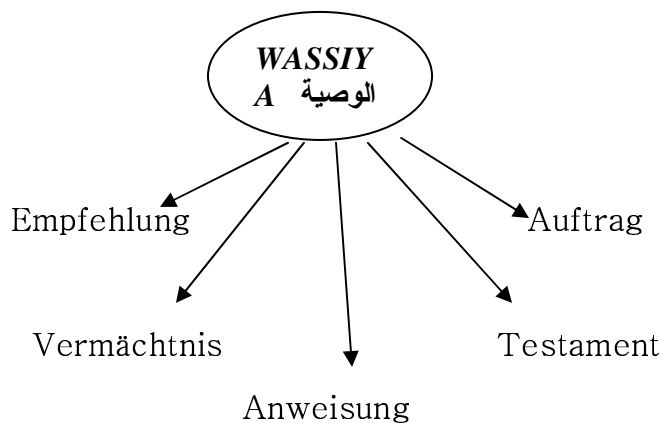 WASSIY
A الوصية
Empfehlung
Auftrag
Vermächtnis
Testament
Anweisung